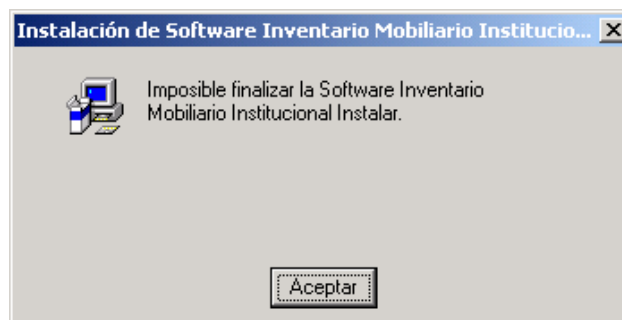 Instalación de Software Inventario Mobiliario Institucio...
Imposible finalizar la Software Inventario
Mobiliario Institucional Instalar.
Aceptar